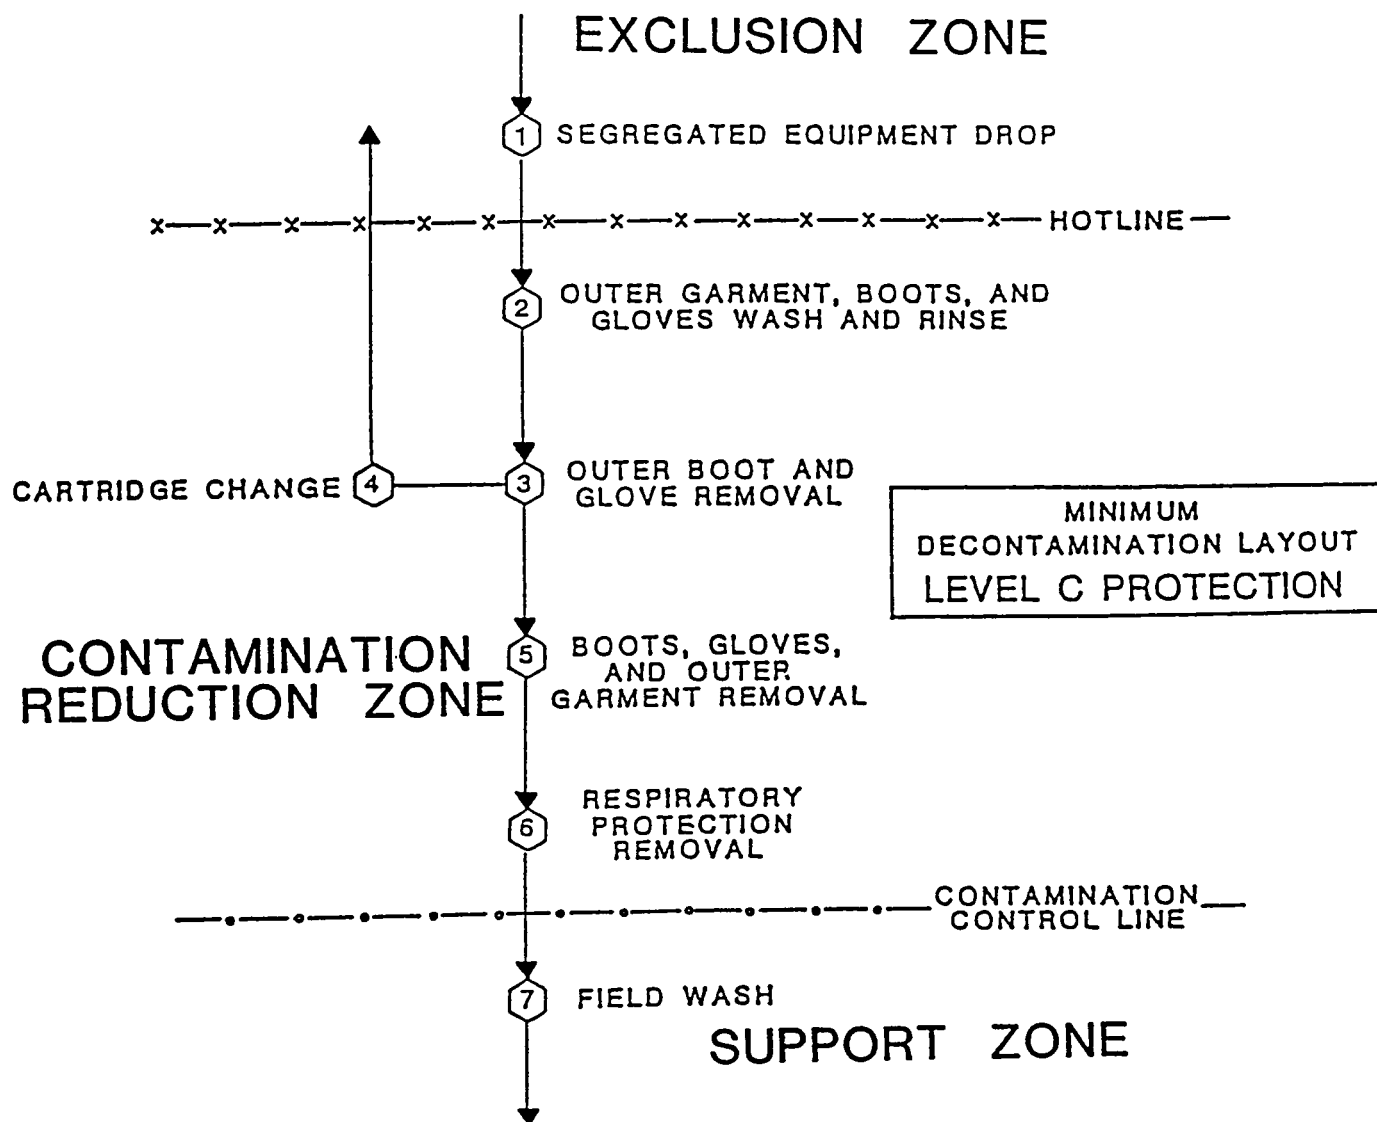 EXCLUSION ZONE
1 SEGREGATED EQUIPMENT DROP
X X X X X X X X X X X X X X HOTLINE
2 OUTER GARMENT, BOOTS, AND
GLOVES WASH AND RINSE
CARTRIDGE CHANGE 4
3 OUTER BOOT AND
GLOVE REMOVAL
MINIMUM
DECONTAMINATION LAYOUT
LEVEL C PROTECTION
CONTAMINATION
REDUCTION ZONE
5 BOOTS, GLOVES,
AND OUTER
GARMENT REMOVAL
6 RESPIRATORY
PROTECTION
REMOVAL
CONTAMINATION
CONTROL LINE
7 FIELD WASH
SUPPORT ZONE